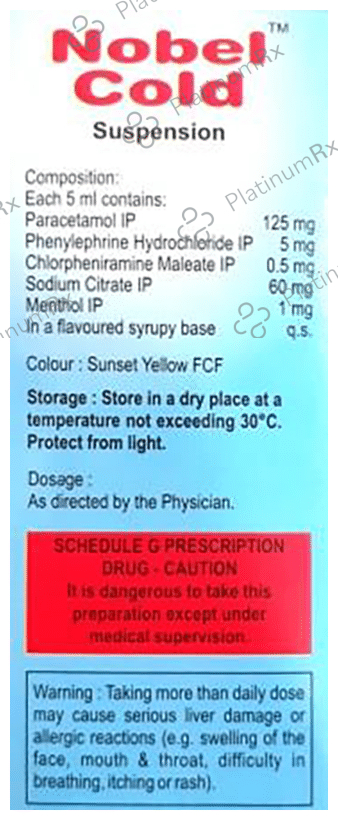 Nobel™
Cold
Suspension
Composition:
Each 5 ml contains:
Paracetamol IP 125 mg
Phenylephrine Hydrochloride IP 5 mg
Chlorpheniramine Maleate IP 0.5 mg
Sodium Citrate IP 60 mg
Menthol IP 1 mg
In a flavoured syrupy base q.s.
Colour : Sunset Yellow FCF
Storage : Store in a dry place at a
temperature not exceeding 30°C.
Protect from light.
Dosage :
As directed by the Physician.
SCHEDULE G PRESCRIPTION
DRUG - CAUTION
It is dangerous to take this
preparation except under
medical supervision.
Warning : Taking more than daily dose
may cause serious liver damage or
allergic reactions (e.g. swelling of the
face, mouth & throat, difficulty in
breathing, itching or rash).
PlatinumRx
PlatinumRx
PlatinumRx